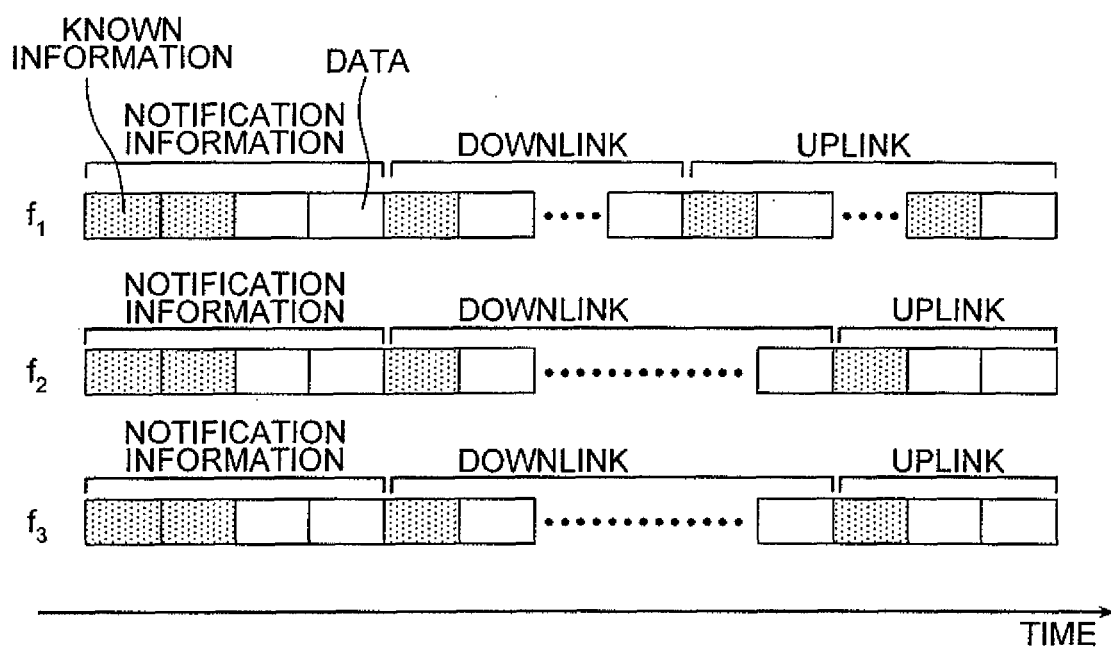 KNOWN
INFORMATION
DATA
NOTIFICATION
INFORMATION
DOWNLINK
UPLINK
f1
NOTIFICATION
INFORMATION
DOWNLINK
UPLINK
f2
NOTIFICATION
INFORMATION
DOWNLINK
UPLINK
f3
TIME